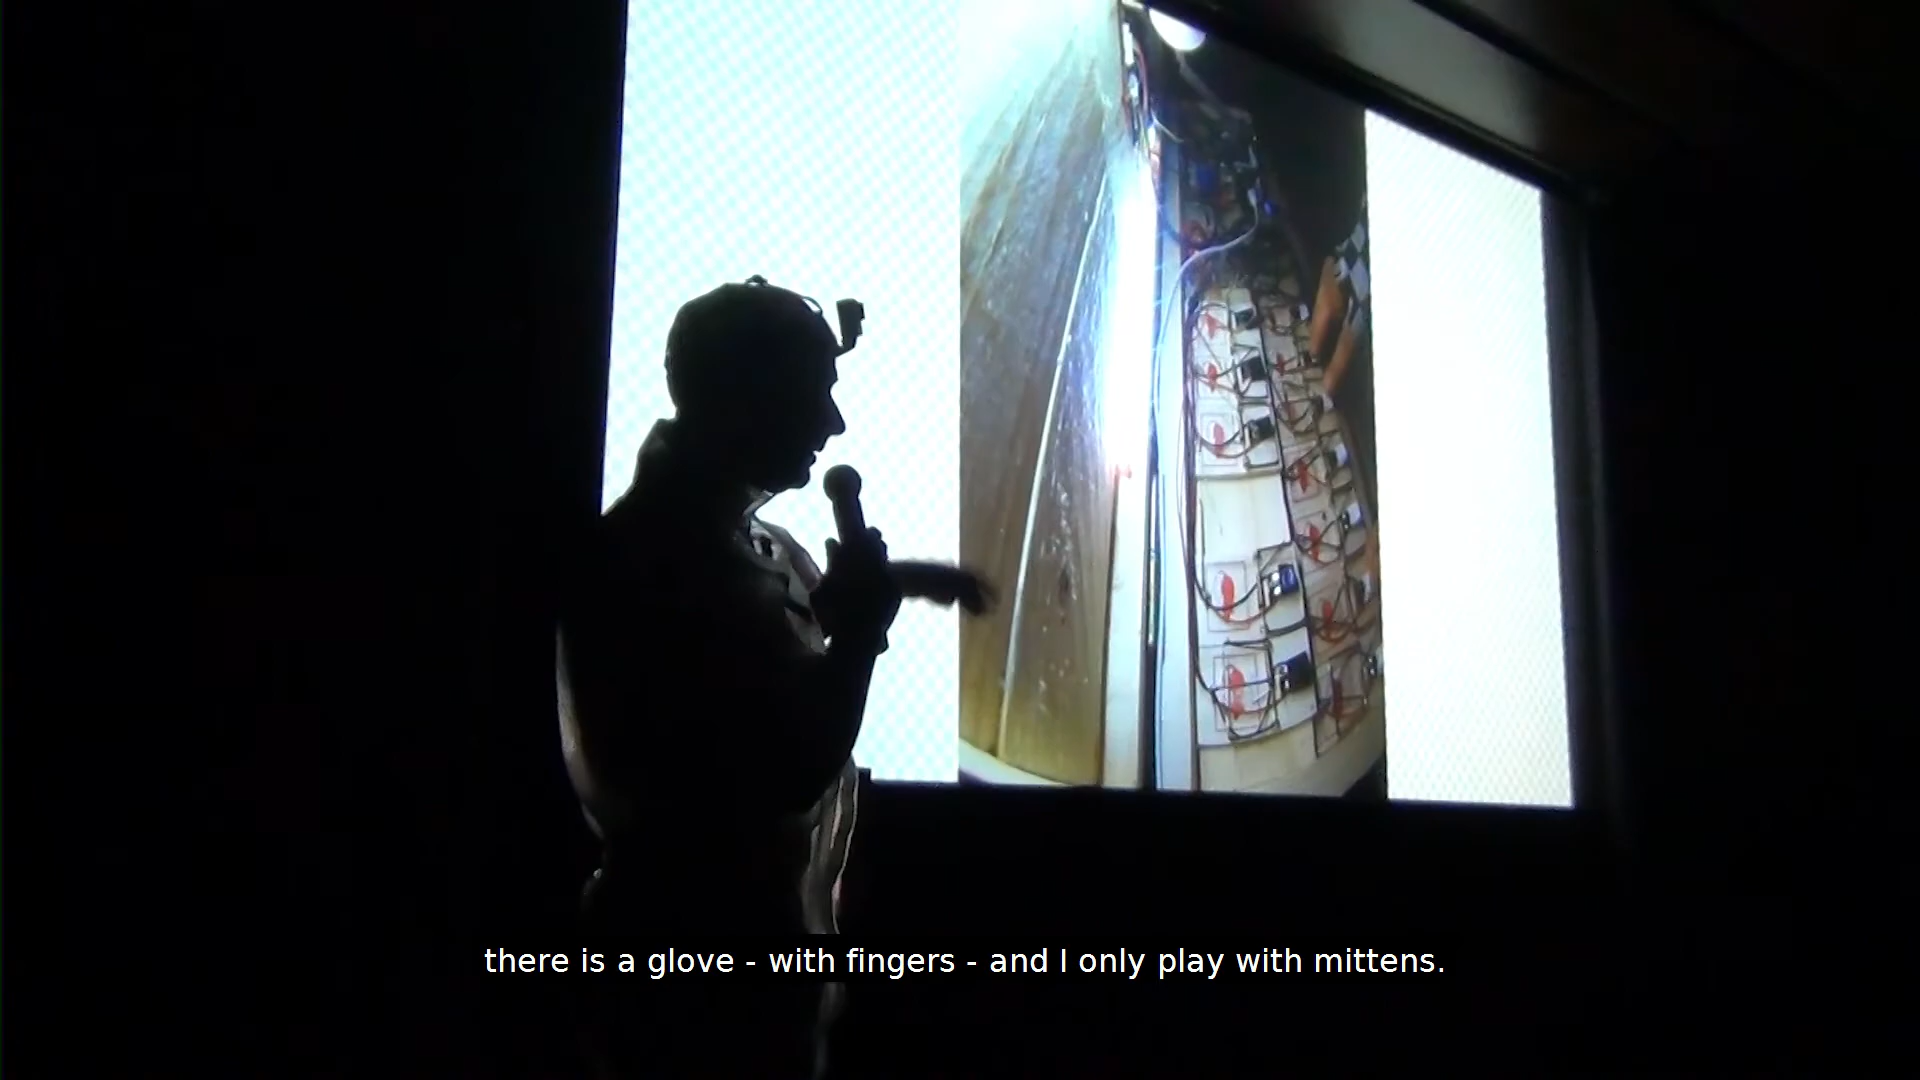 there is a glove - with fingers - and I only play with mittens.